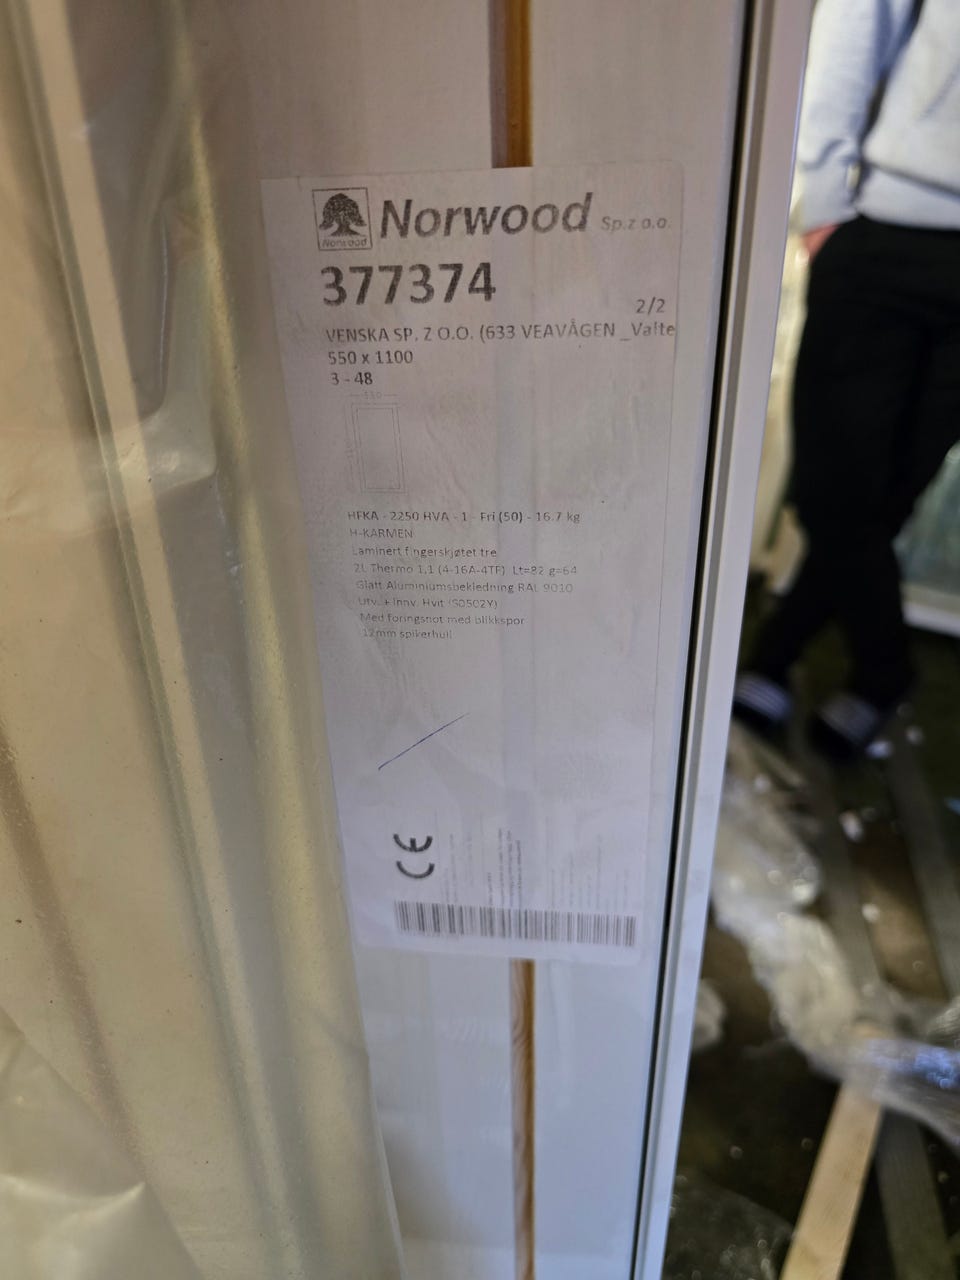 Norwood
Norwood Sp.z o.o.
377374
2/2
VENSKA SP. Z O.O. (633 VEAVÅGEN _Valte
550 x 1100
3 - 48
550
HFKA - 2250 HVA - 1 - Fri (50) - 16.7 kg
H-KARMEN
Laminert fingerskjøtet tre
2L Thermo 1,1 (4-16A-4TF) Lt=82 g=64
Glatt Aluminiumsbekledning RAL 9010
Utv. + Innv. Hvit (S0502Y)
Med foringsnot med blikkspor
12mm spikerhull
CE